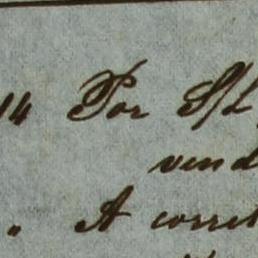 14 Por S/L
vend
" A corret